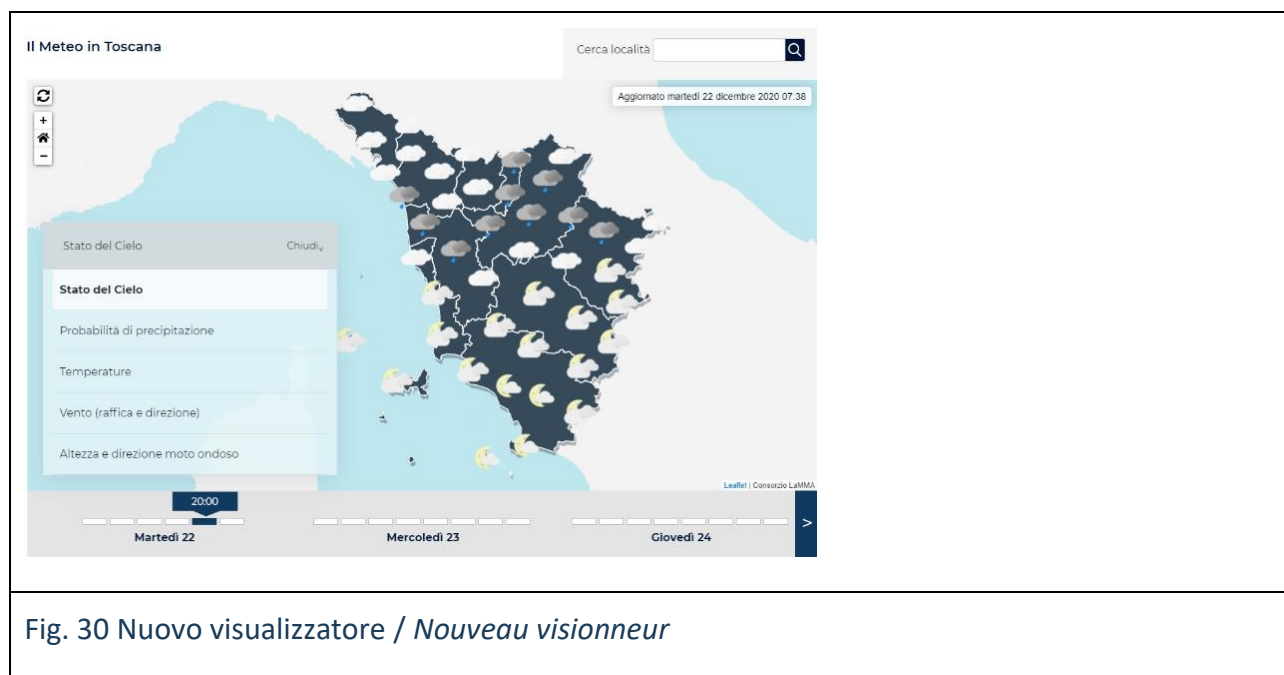 Il Meteo in Toscana
Cerca località
Aggiornato martedì 22 dicembre 2020 07:38
+
-
Stato del Cielo Chiudi
Stato del Cielo
Probabilità di precipitazione
Temperature
Vento (raffica e direzione)
Altezza e direzione moto ondoso
Leaflet | Consorzio LaMMA
20:00
>
Martedì 22 Mercoledì 23 Giovedì 24
Fig. 30 Nuovo visualizzatore / Nouveau visionneur